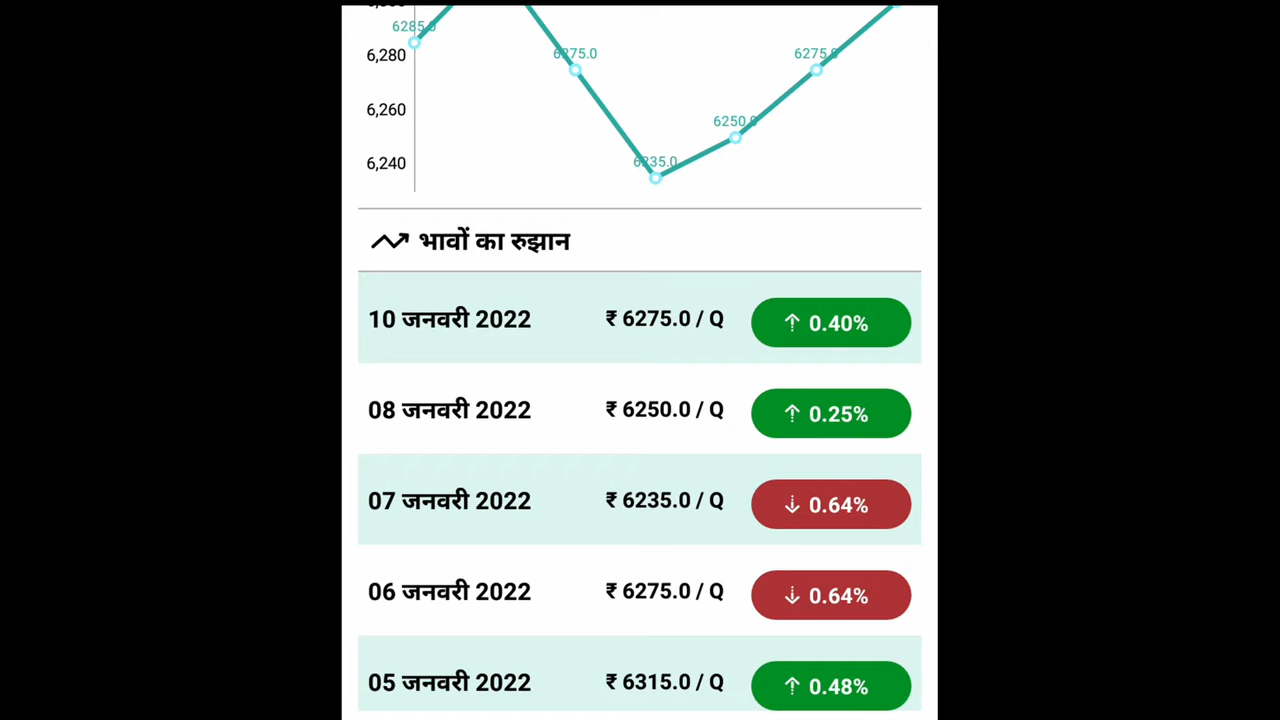 6285.0
6,280
6275.0
6275.0
6,260
6250.0
6,240
6235.0
भावों का रुझान
10 जनवरी 2022 ₹ 6275.0 / Q ↑ 0.40%
08 जनवरी 2022 ₹ 6250.0 / Q ↑ 0.25%
07 जनवरी 2022 ₹ 6235.0 / Q ↓ 0.64%
06 जनवरी 2022 ₹ 6275.0 / Q ↓ 0.64%
05 जनवरी 2022 ₹ 6315.0 / Q ↑ 0.48%